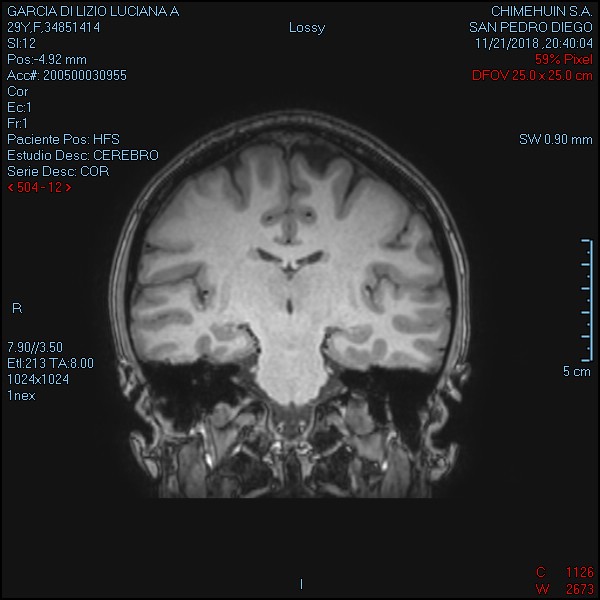 GARCIA DI LIZIO LUCIANA A
29Y,F,34851414
Sl:12
Pos:-4.92 mm
Acc#: 200500030955
Cor
Ec:1
Fr:1
Paciente Pos: HFS
Estudio Desc: CEREBRO
Serie Desc: COR
< 504 - 12 >
Lossy
CHIMEHUIN S.A.
SAN PEDRO DIEGO
11/21/2018 ,20:40:04
59% Pixel
DFOV 25.0 x 25.0 cm
SW 0.90 mm
R
7.90//3.50
Etl:213 TA:8.00
1024x1024
1nex
5 cm
I
C 1126
W 2673